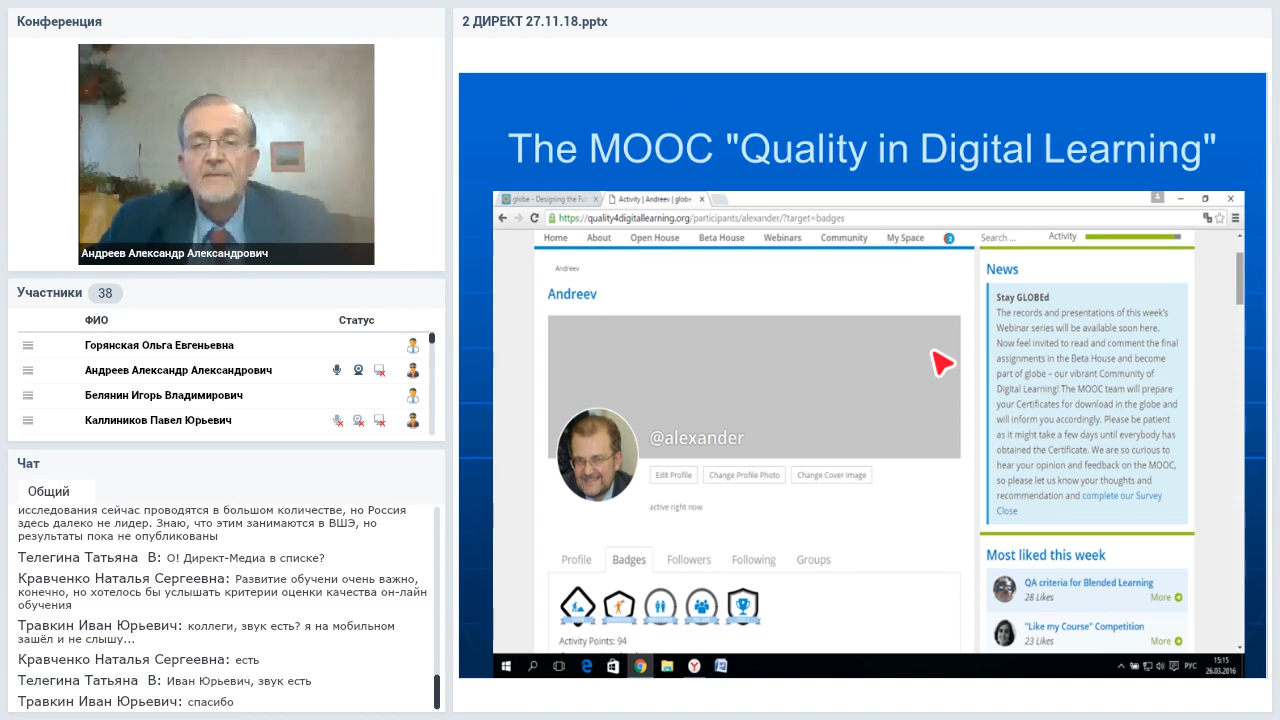 Конференция
Андреев Александр Александрович
Участники 38
ФИО Статус
Горянская Ольга Евгеньевна
Андреев Александр Александрович
Белянин Игорь Владимирович
Каллиников Павел Юрьевич
Чат
Общий
исследования сейчас проводятся в большом количестве, но Россия
здесь далеко не лидер. Знаю, что этим занимаются в ВШЭ, но
результаты пока не опубликованы
Телегина Татьяна В: О! Директ-Медиа в списке?
Кравченко Наталья Сергеевна: Развитие обучени очень важно,
конечно, но хотелось бы услышать критерии оценки качества он-лайн
обучения
Травкин Иван Юрьевич: коллеги, звук есть? я на мобильном
зашёл и не слышу...
Кравченко Наталья Сергеевна: есть
Телегина Татьяна В: Иван Юрьевич, звук есть
Травкин Иван Юрьевич: спасибо
2 ДИРЕКТ 27.11.18.pptx
The MOOC "Quality in Digital Learning"
globe - Designing the Fu
Activity | Andreev | globe
https://quality4digitallearning.org/participants/alexander/?target=badges
Home About Open House Beta House Webinars Community My Space
Search ... Activity
Andreev
Andreev
@alexander
Edit Profile Change Profile Photo Change Cover image
active right now
Profile Badges Followers Following Groups
Activity Points: 94
News
Stay GLOBEd
The records and presentations of this week's
Webinar series will be available soon here.
Now feel invited to read and comment the final
assignments in the Beta House and become
part of globe – our vibrant Community of
Digital Learning! The MOOC team will prepare
your Certificates for download in the globe and
will inform you accordingly. Please be patient
as it might take a few days until everybody has
obtained the Certificate. We are so curious to
hear your opinion and feedback on the MOOC,
so please let us know your thoughts and
recommendation and complete our Survey
Close
Most liked this week
QA criteria for Blended Learning
28 Likes More
"Like my Course" Competition
23 Likes More
РУС
15:15
26.03.2016